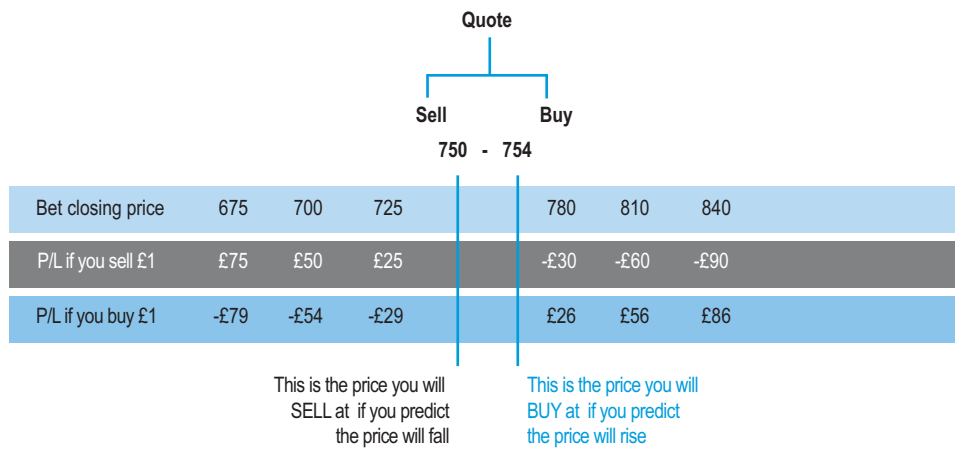 Quote
Sell Buy
750 - 754
Bet closing price 675 700 725 780 810 840
P/L if you sell £1 £75 £50 £25 -£30 -£60 -£90
P/L if you buy £1 -£79 -£54 -£29 £26 £56 £86
This is the price you will
SELL at if you predict
the price will fall
This is the price you will
BUY at if you predict
the price will rise